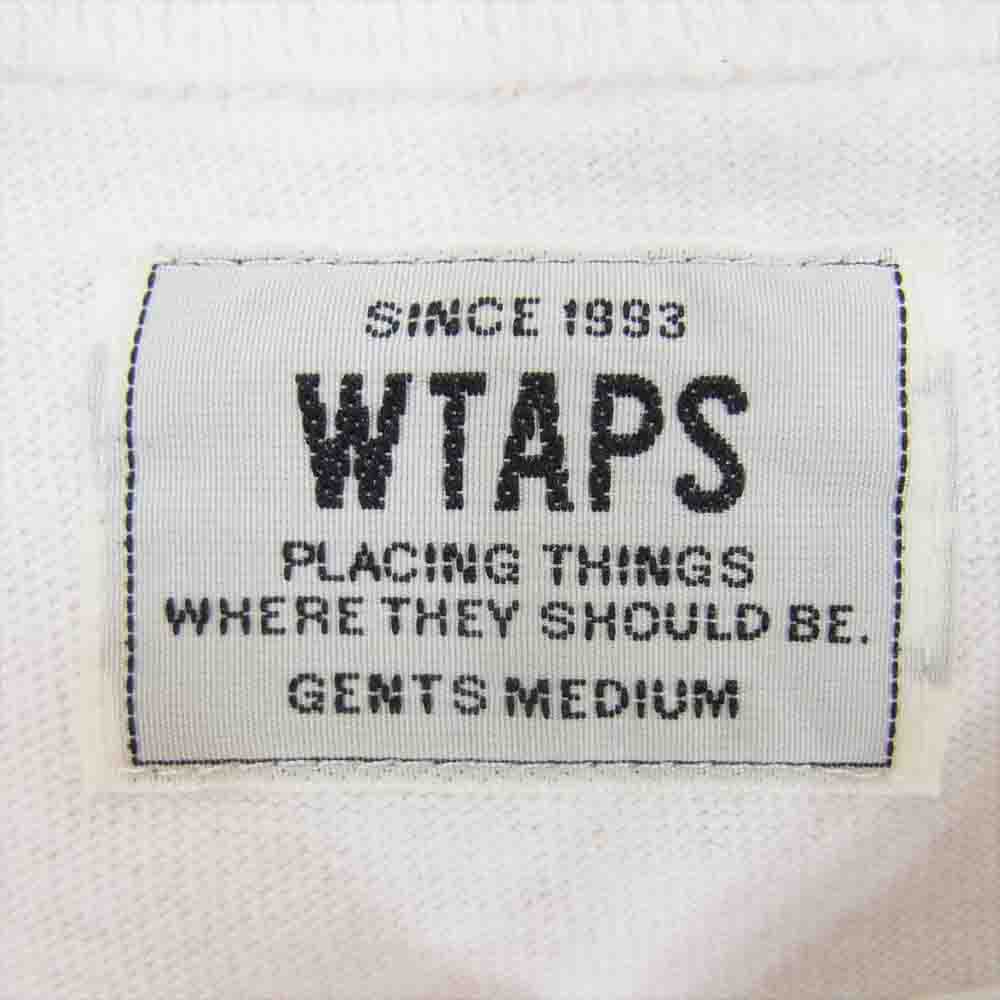 SINCE 1993
WTAPS
PLACING THINGS
WHERE THEY SHOULD BE.
GENTS MEDIUM